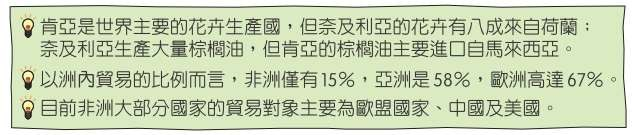 肯亞是世界主要的花卉生產國，但奈及利亞的花卉有八成來自荷蘭；
奈及利亞生產大量棕櫚油，但肯亞的棕櫚油主要進口自馬來西亞。
以洲內貿易的比例而言，非洲僅有15%，亞洲是58%，歐洲高達67%。
目前非洲大部分國家的貿易對象主要為歐盟國家、中國及美國。